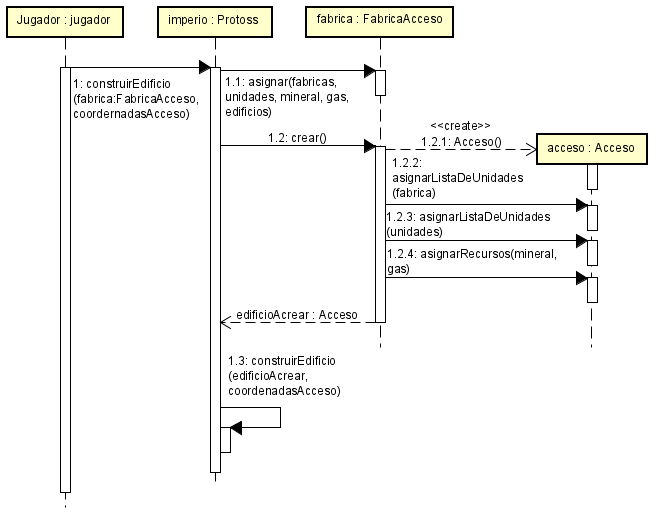 Jugador : jugador
imperio : Protoss
fabrica : FabricaAcceso
1: construirEdificio
(fabrica:FabricaAcceso,
coordernadasAcceso)
1.1: asignar(fabricas,
unidades, mineral, gas,
edificios)
1.2: crear()
<<create>>
1.2.1: Acceso()
acceso : Acceso
1.2.2:
asignarListaDeUnidades
(fabrica)
1.2.3: asignarListaDeUnidades
(unidades)
1.2.4: asignarRecursos(mineral,
gas)
edificioAcrear : Acceso
1.3: construirEdificio
(edificioAcrear,
coordenadasAcceso)